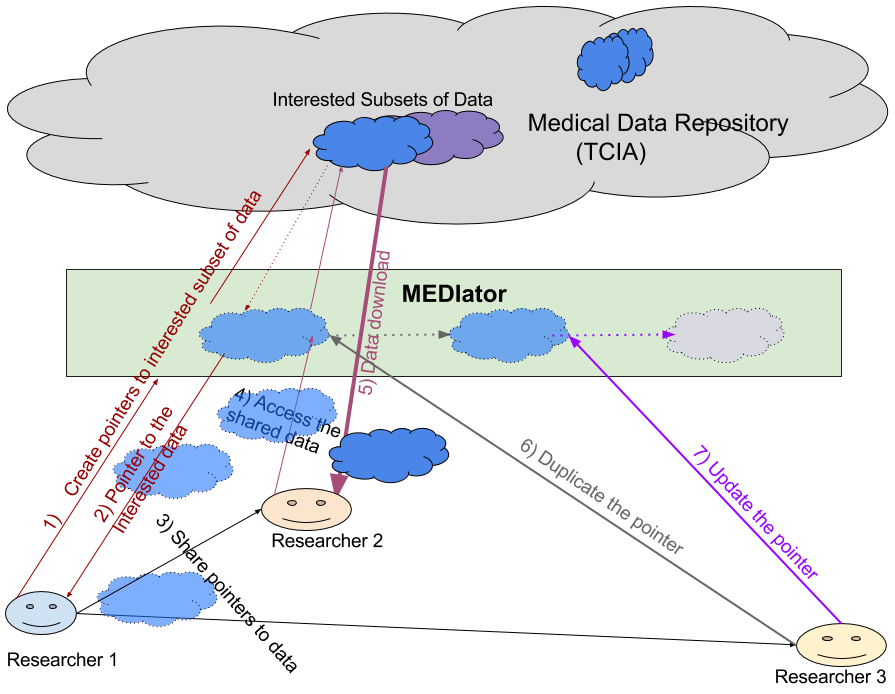 Interested Subsets of Data
Medical Data Repository
(TCIA)
MEDIator
1) Create pointers to interested subset of data
2) Pointer to the
Interested data
3) Share pointers to data
4) Access the
shared data
5) Data download
6) Duplicate the pointer
7) Update the pointer
Researcher 2
Researcher 1
Researcher 3